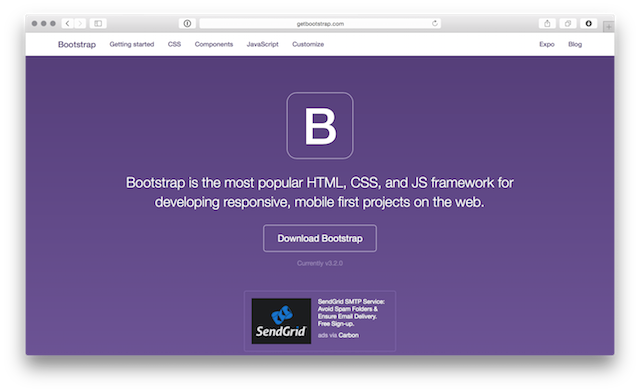 getbootstrap.com
Bootstrap Getting started CSS Components JavaScript Customize Expo Blog
B
Bootstrap is the most popular HTML, CSS, and JS framework for
developing responsive, mobile first projects on the web.
Download Bootstrap
Currently v3.2.0
SendGrid
SendGrid SMTP Service:
Avoid Spam Folders &
Ensure Email Delivery.
Free Sign-up.
ads via Carbon